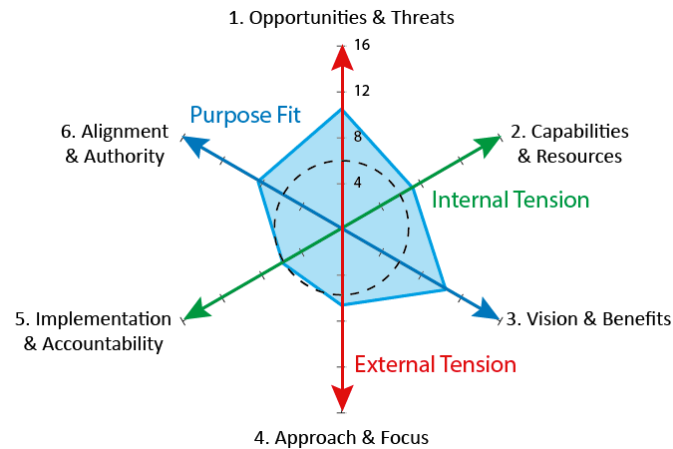 1. Opportunities & Threats
16
12
Purpose Fit
6. Alignment
& Authority
8
2. Capabilities
& Resources
4
Internal Tension
5. Implementation
& Accountability
3. Vision & Benefits
External Tension
4. Approach & Focus